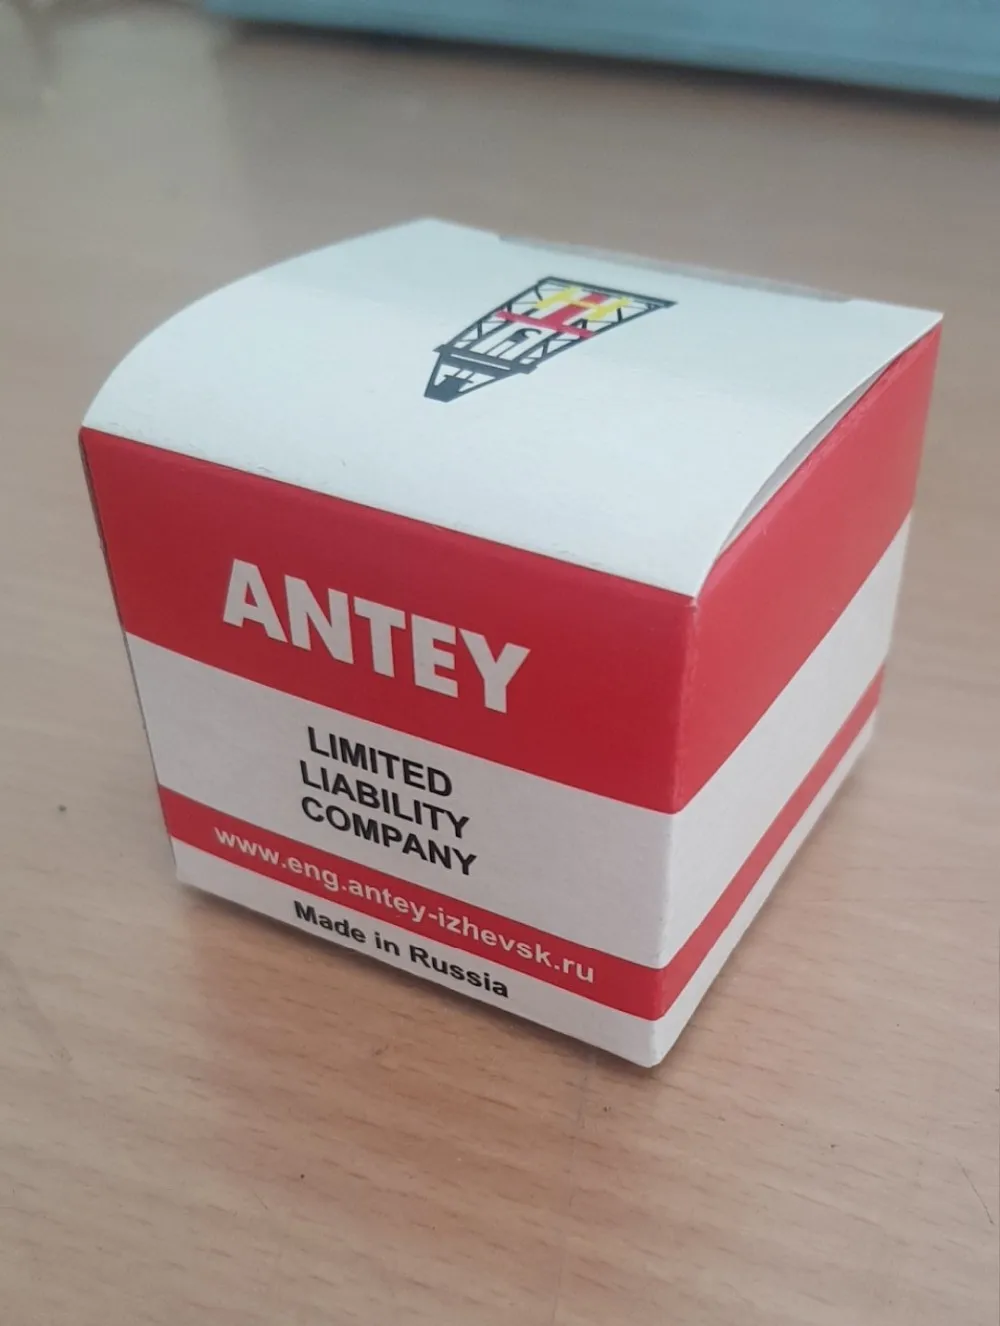 ANTEY
LIMITED
LIABILITY
COMPANY
www.eng.antey-izhevsk.ru
Made in Russia